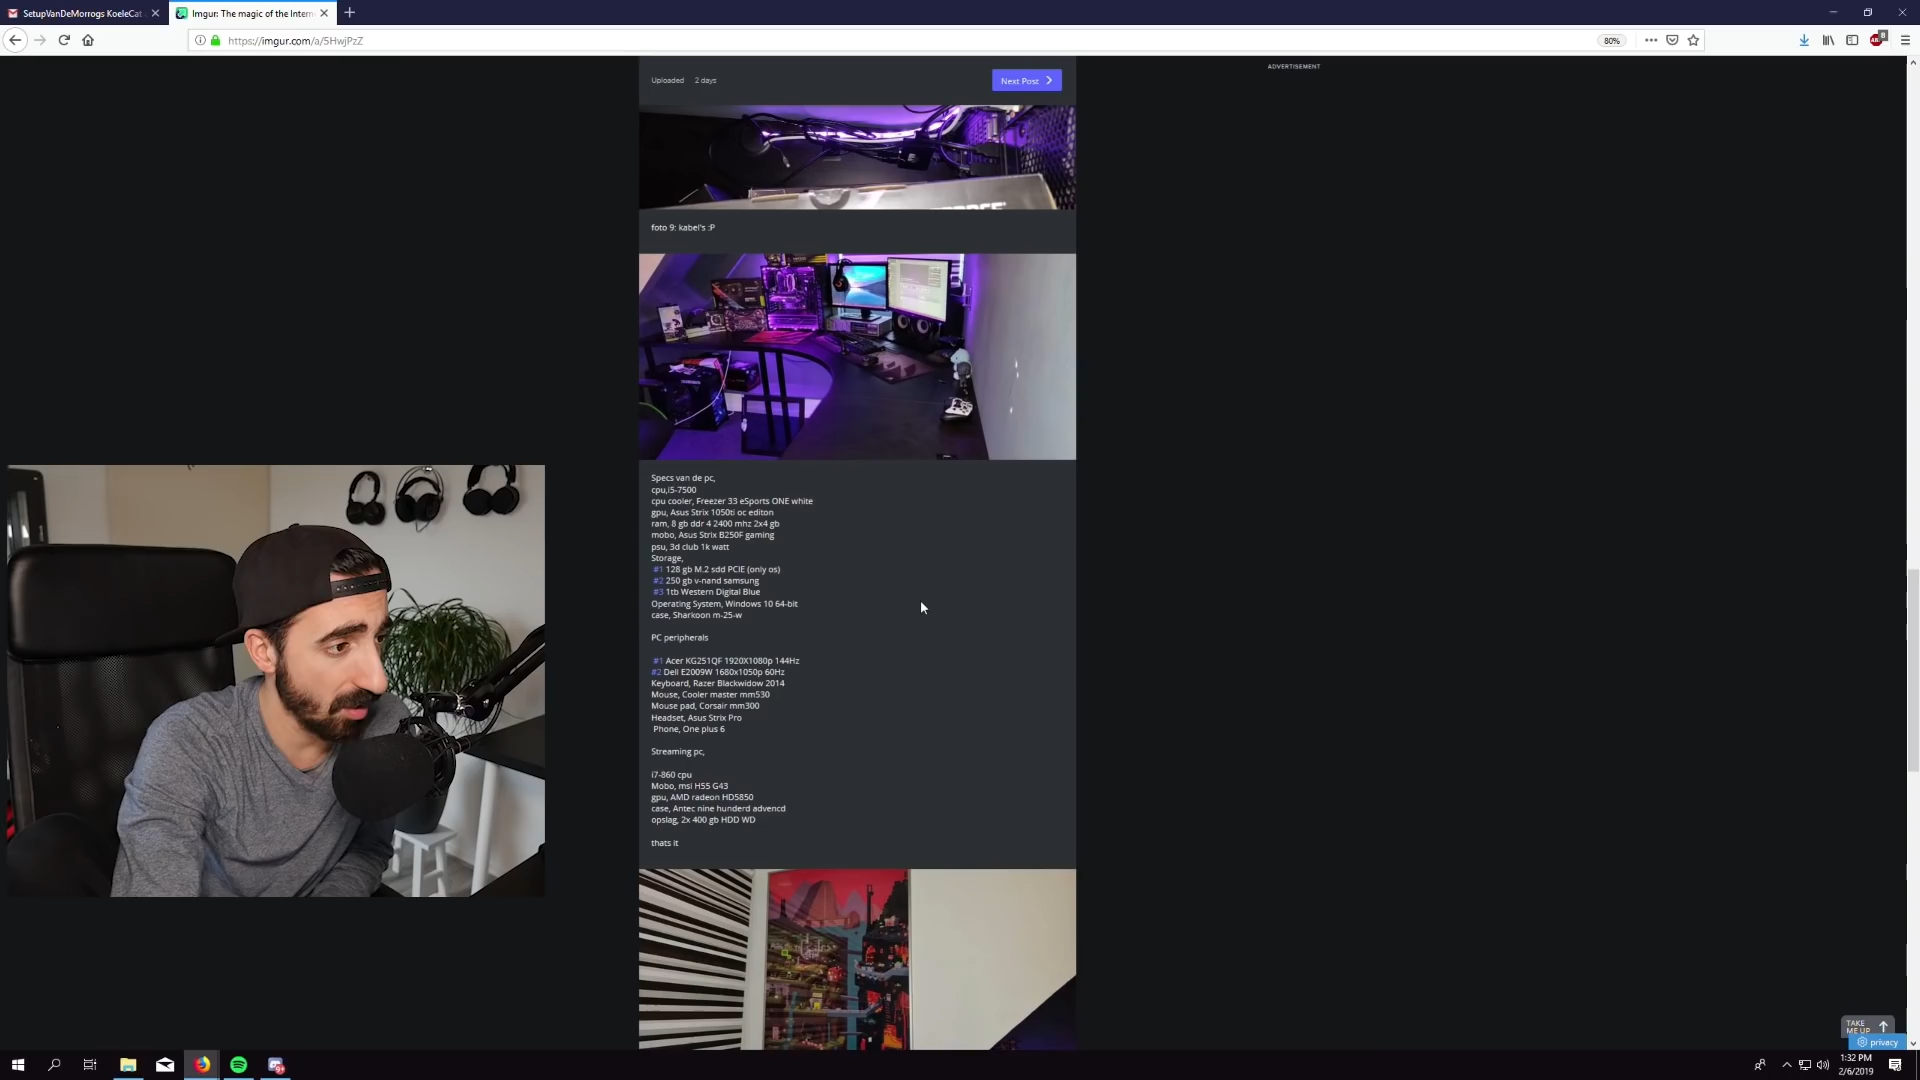 SetupVanDeMorrogs KoeleCat
Imgur: The magic of the Intern
https://imgur.com/a/5HwjPzZ
80%
8
Uploaded 2 days
Next Post
ADVERTISEMENT
foto 9: kabel's :P
Specs van de pc,
cpu,i5-7500
cpu cooler, Freezer 33 eSports ONE white
gpu, Asus Strix 1050ti oc editon
ram, 8 gb ddr 4 2400 mhz 2x4 gb
mobo, Asus Strix B250F gaming
psu, 3d club 1k watt
Storage,
#1 128 gb M.2 sdd PCIE (only os)
#2 250 gb v-nand samsung
#3 1tb Western Digital Blue
Operating System, Windows 10 64-bit
case, Sharkoon m-25-w
PC peripherals
#1 Acer KG251QF 1920X1080p 144Hz
#2 Dell E2009W 1680x1050p 60Hz
Keyboard, Razer Blackwidow 2014
Mouse, Cooler master mm530
Mouse pad, Corsair mm300
Headset, Asus Strix Pro
Phone, One plus 6
Streaming pc,
i7-860 cpu
Mobo, msi H55 G43
gpu, AMD radeon HD5850
case, Antec nine hunderd advencd
opslag, 2x 400 gb HDD WD
thats it
TAKE
ME UP
privacy
1:32 PM
2/6/2019